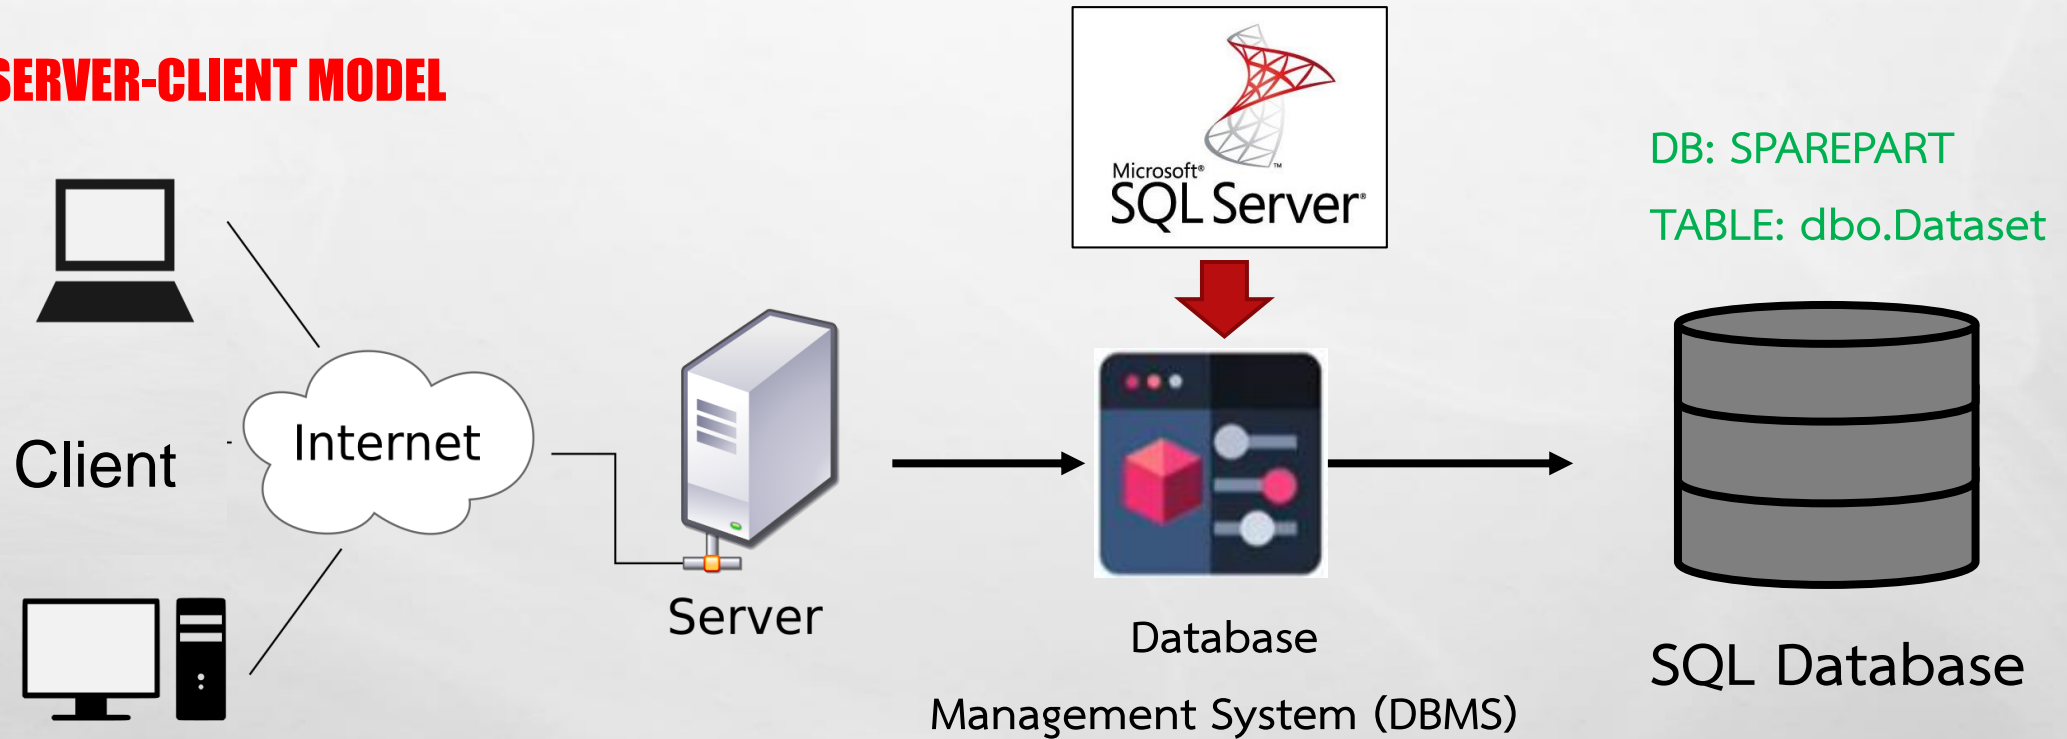 SERVER-CLIENT MODEL
Microsoft®
SQL Server®
™
DB: SPAREPART
TABLE: dbo.Dataset
Client
Internet
Server
Database
Management System (DBMS)
SQL Database